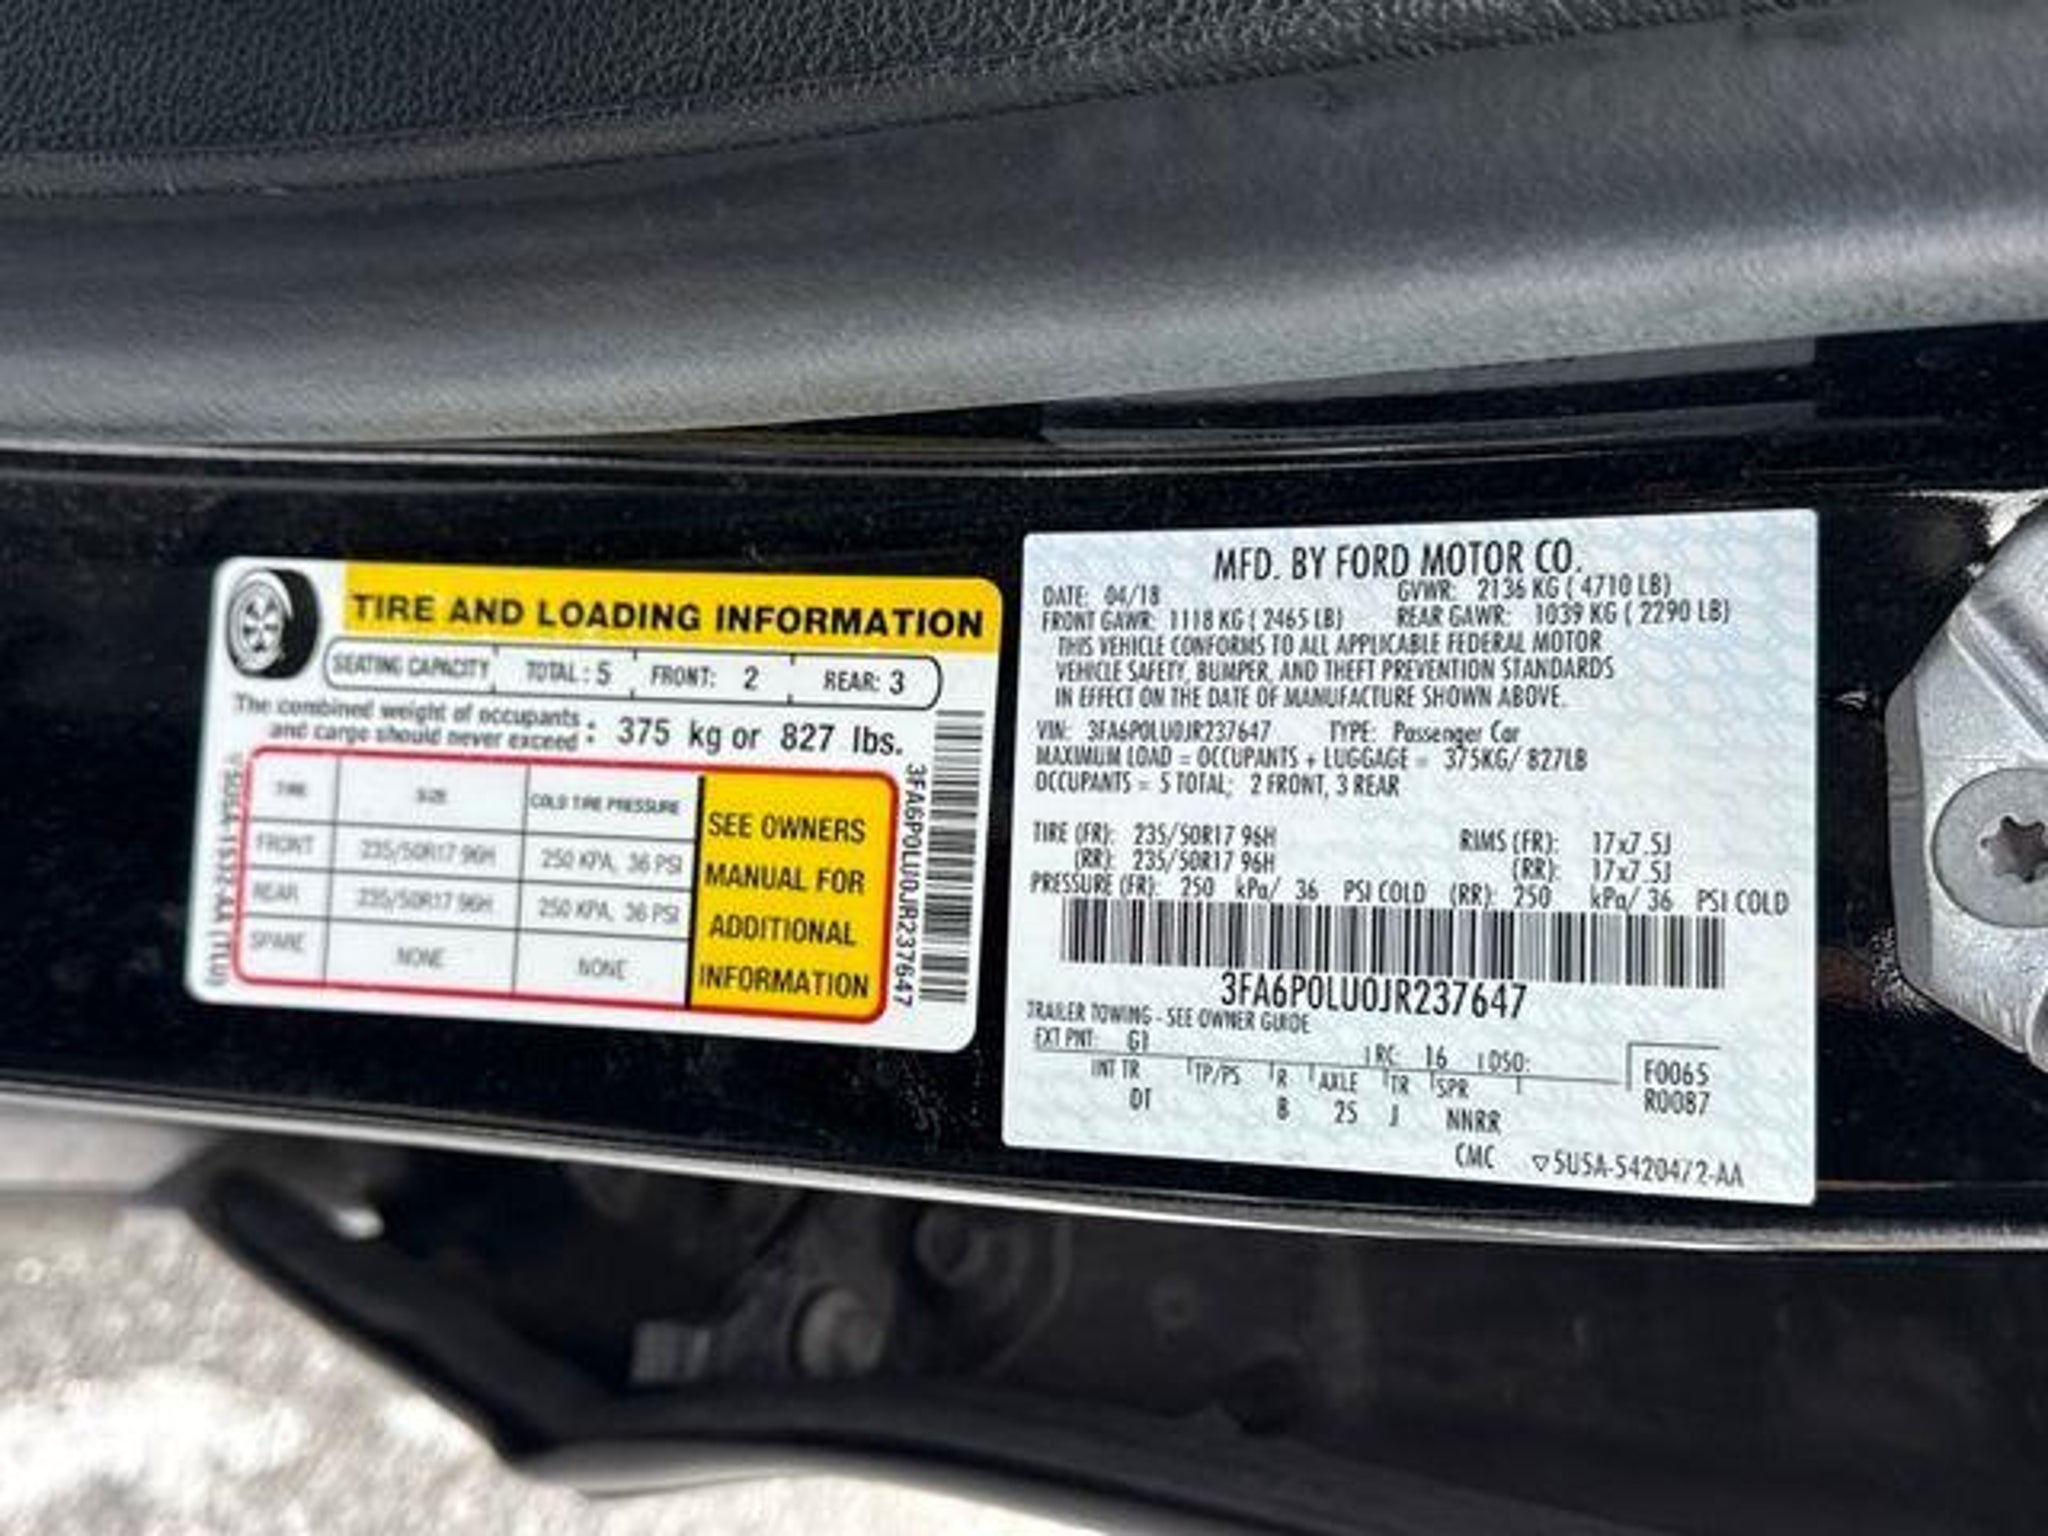 TIRE AND LOADING INFORMATION
SEATING CAPACITY TOTAL: 5 FRONT: 2 REAR: 3
The combined weight of occupants
and cargo should never exceed : 375 kg or 827 lbs.
TIRE SIZE COLD TIRE PRESSURE
FRONT 235/50R17 96H 250 KPA, 36 PSI
REAR 235/50R17 96H 250 KPA, 36 PSI
SPARE NONE NONE
SEE OWNERS
MANUAL FOR
ADDITIONAL
INFORMATION
3FA6P0LU0JR237647
MFD. BY FORD MOTOR CO.
DATE: 04/18 GVWR: 2136 KG ( 4710 LB)
FRONT GAWR: 1118 KG ( 2465 LB) REAR GAWR: 1039 KG ( 2290 LB)
THIS VEHICLE CONFORMS TO ALL APPLICABLE FEDERAL MOTOR
VEHICLE SAFETY, BUMPER, AND THEFT PREVENTION STANDARDS
IN EFFECT ON THE DATE OF MANUFACTURE SHOWN ABOVE.
VIN: 3FA6P0LU0JR237647 TYPE: Passenger Car
MAXIMUM LOAD = OCCUPANTS + LUGGAGE = 375KG/ 827LB
OCCUPANTS = 5 TOTAL; 2 FRONT, 3 REAR
TIRE (FR): 235/50R17 96H RIMS (FR): 17x7.5J
(RR): 235/50R17 96H (RR): 17x7.5J
PRESSURE (FR): 250 kPa/ 36 PSI COLD (RR): 250 kPa/ 36 PSI COLD
3FA6P0LU0JR237647
TRAILER TOWING - SEE OWNER GUIDE
EXT PNT: G1 RC: 16 DSO:
INT TR TP/PS R AXLE TR SPR
DT 8 25 J NNRR
F0065
R0087
CMC ▽5U5A-5420472-AA